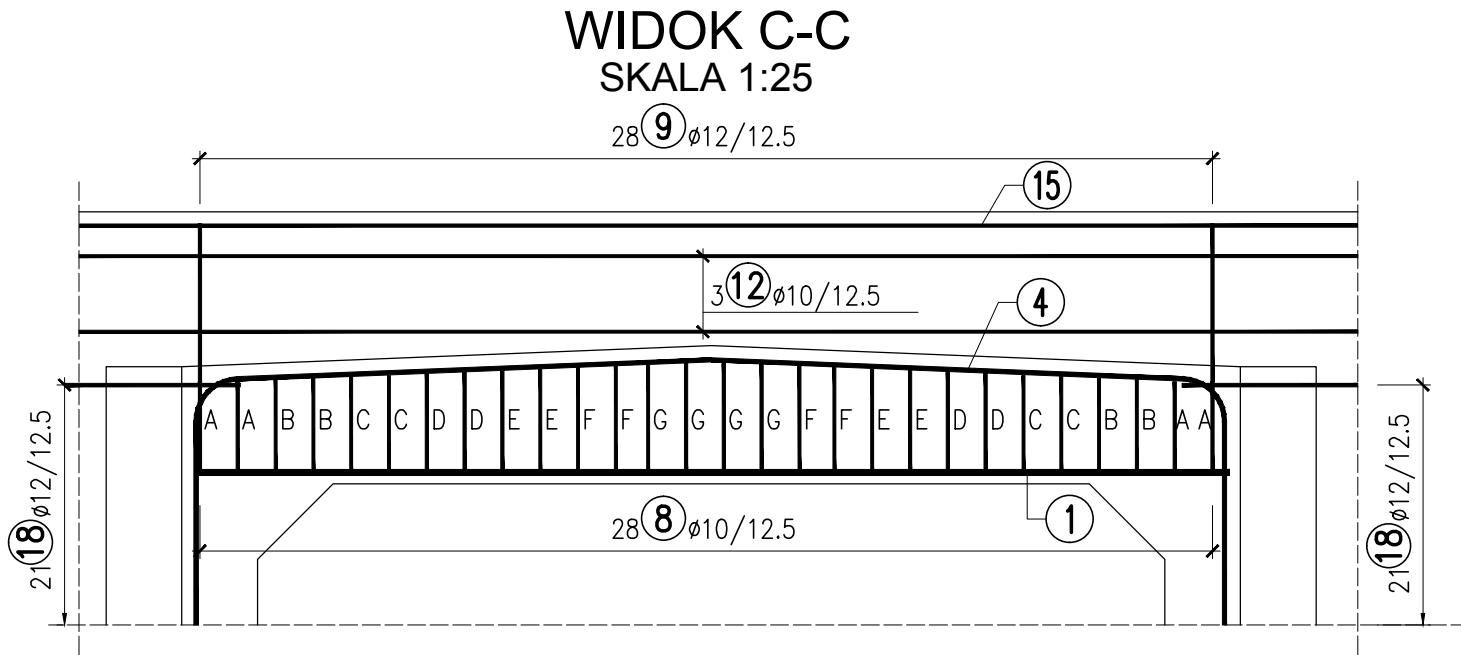 WIDOK C-C
SKALA 1:25
28 9 ø12/12.5
15
3 12 ø10/12.5
4
21 18 ø12/12.5
A A B B C C D D E E F F G G G G F F E E D D C C B B A A
21 18 ø12/12.5
28 8 ø10/12.5
1